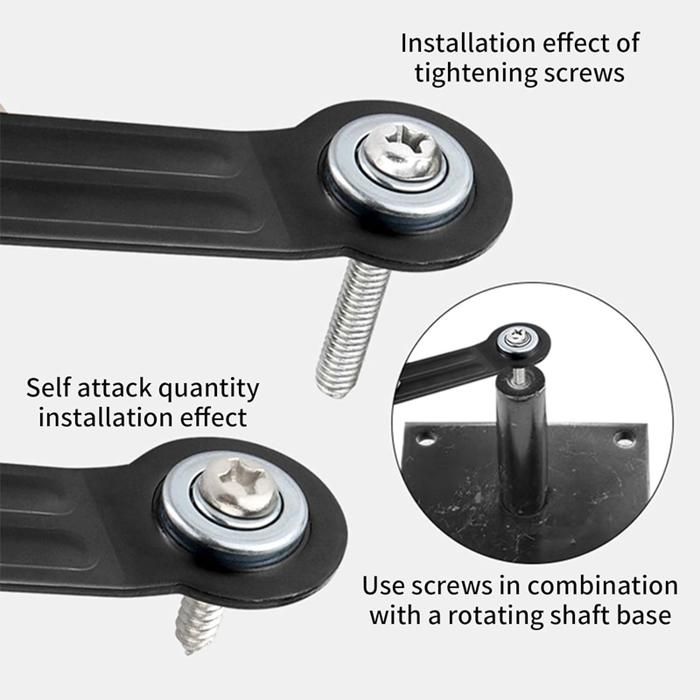 Installation effect of
tightening screws
Self attack quantity
installation effect
Use screws in combination
with a rotating shaft base